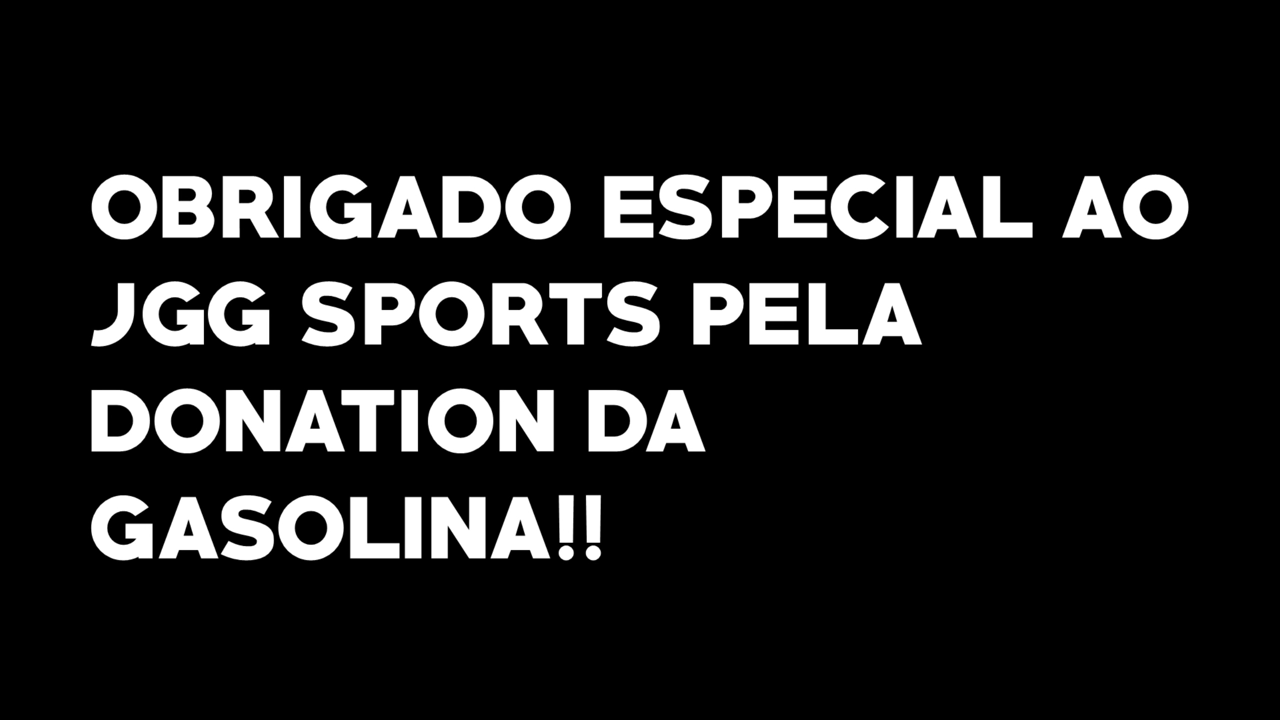 OBRIGADO ESPECIAL AO
JGG SPORTS PELA
DONATION DA
GASOLINA!!